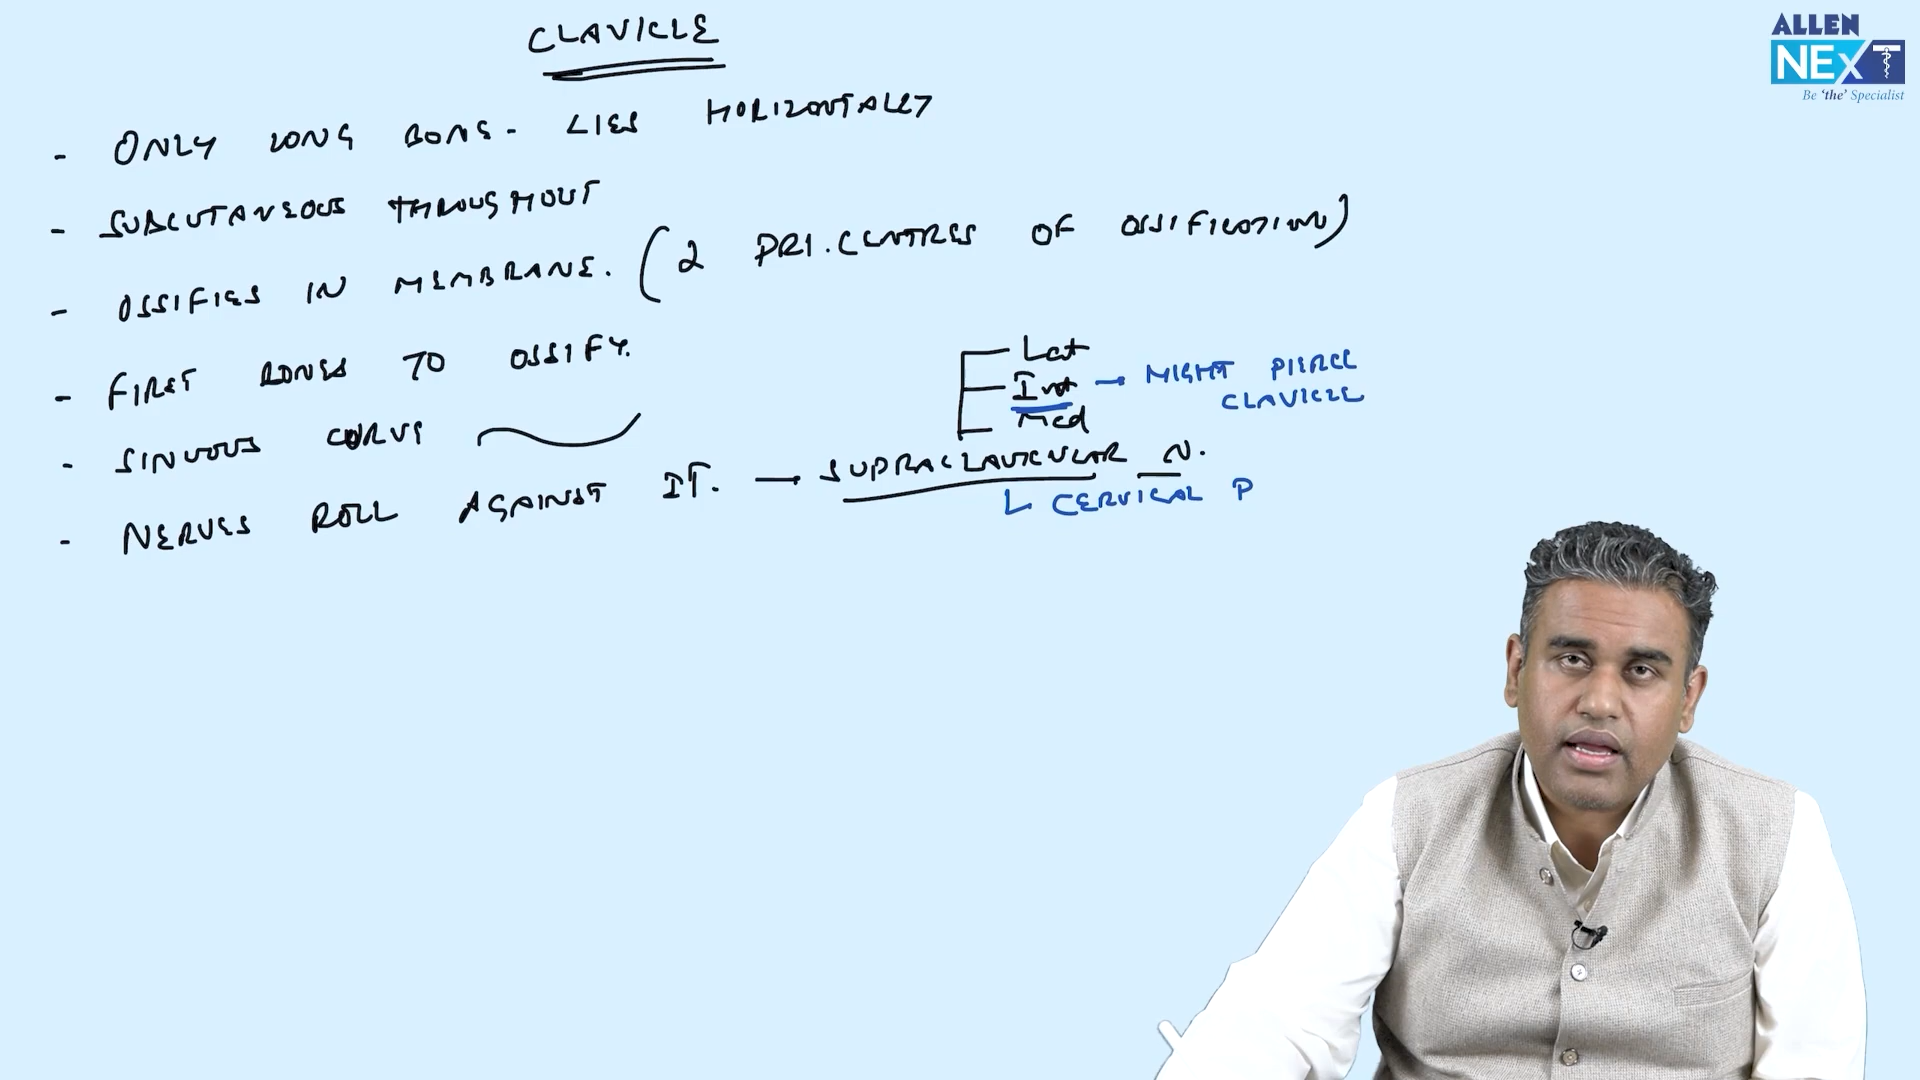 CLAVICLE
ALLEN
NEXT
Be 'the' Specialist
- ONLY LONG BONE - LIES HORIZONTALLY
- SUBCUTANEOUS THROUGHOUT
- OSSIFIES IN MEMBRANE. (2 PRI. CENTRES OF OSSIFICATION)
- FIRST BONES TO OSSIFY.
- SINUOUS CURVE
Lat
Int → MIGHT PIERCE CLAVICLE
Med
- NERVES ROLL AGAINST IT. → SUPRACLAVICULAR N.
CERVICAL P